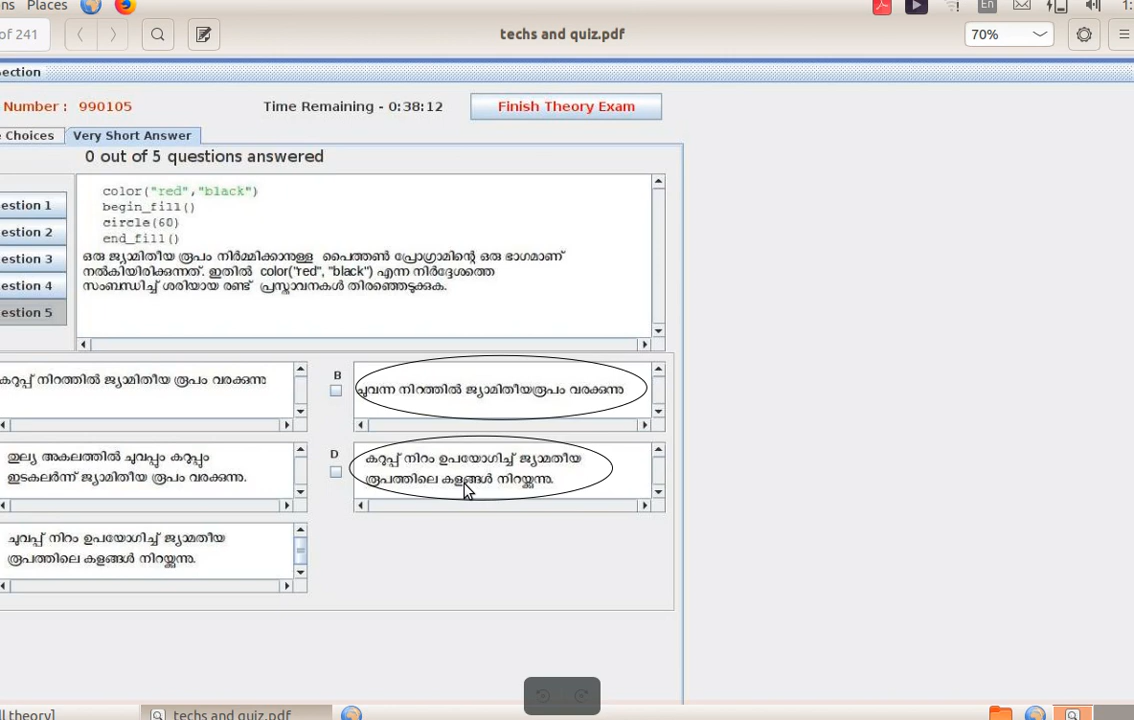 ns Places En 1:
of 241 techs and quiz.pdf 70%
ection
Number : 990105 Time Remaining - 0:38:12 Finish Theory Exam
e Choices Very Short Answer
0 out of 5 questions answered
color("red","black")
estion 1 begin_fill()
circle(60)
estion 2 end_fill()
estion 3 ഒരു ജ്യാമിതീയ രൂപം നിർമ്മിക്കാനുള്ള പൈത്തൺ പ്രോഗ്രാമിന്റെ ഒരു ഭാഗമാണ്
നൽകിയിരിക്കുന്നത്. ഇതിൽ color("red", "black") എന്ന നിർദ്ദേശത്തെ
estion 4 സംബന്ധിച്ച് ശരിയായ രണ്ട് പ്രസ്താവനകൾ തിരഞ്ഞെടുക്കുക.
estion 5
കറുപ്പ് നിറത്തിൽ ജ്യാമിതീയ രൂപം വരക്കുന്നു
B ചുവന്ന നിറത്തിൽ ജ്യാമിതീയരൂപം വരക്കുന്നു
തുല്യ അകലത്തിൽ ചുവപ്പും കറുപ്പും
ഇടകലർന്ന് ജ്യാമിതീയ രൂപം വരക്കുന്നു.
D കറുപ്പ് നിറം ഉപയോഗിച്ച് ജ്യാമതീയ
രൂപത്തിലെ കളങ്ങൾ നിറയ്ക്കുന്നു.
ചുവപ്പ് നിറം ഉപയോഗിച്ച് ജ്യാമതീയ
രൂപത്തിലെ കളങ്ങൾ നിറയ്ക്കുന്നു.
ll theory] techs and quiz.pdf